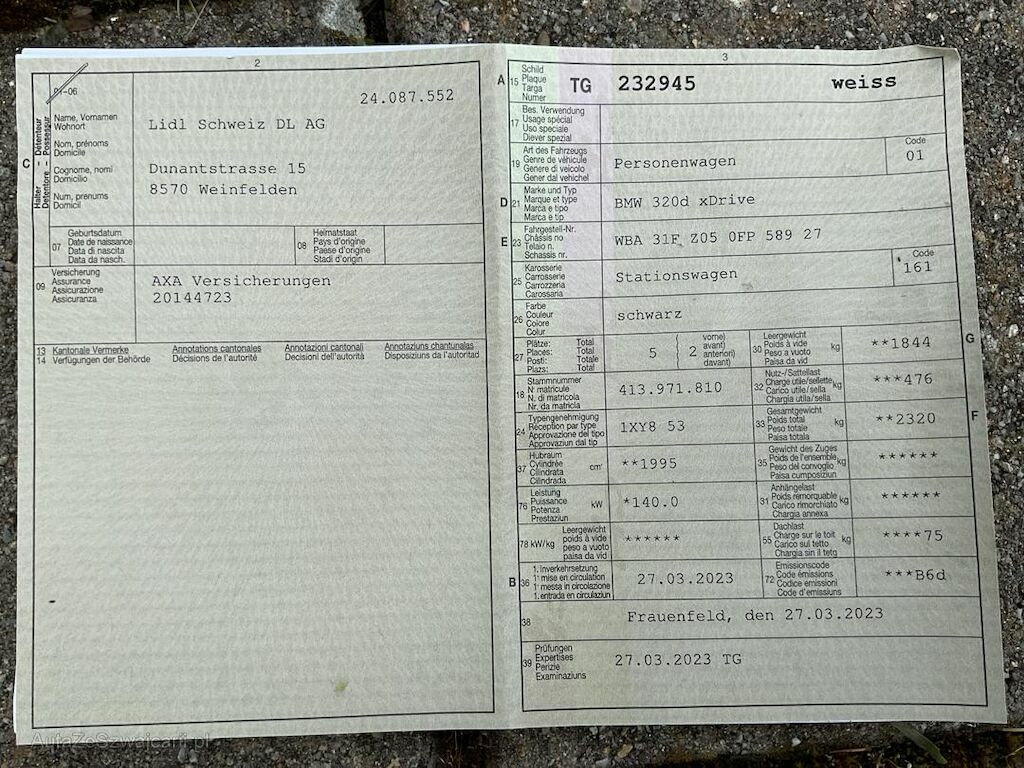 2
01-06
24.087.552
C
Halter Détenteur
Detentore Possessur
Name, Vornamen
Wohnort
Nom, prénoms
Domicile
Cognome, nomi
Domicilio
Num, prenums
Domicil
Lidl Schweiz DL AG
Dunantstrasse 15
8570 Weinfelden
07
Geburtsdatum
Date de naissance
Data di nascita
Data da nasch.
08
Heimatstaat
Pays d'origine
Paese d'origine
Stadi d'origin
09
Versicherung
Assurance
Assicurazione
Assicuranza
AXA Versicherungen
20144723
13 Kantonale Vermerke Annotations cantonales Annotazioni cantonali Annotaziuns chantunalas
14 Verfügungen der Behörde Décisions de l'autorité Decisioni dell'autorità Disposiziuns da l'autoritad
3
A 15
Schild
Plaque
Targa
Numer
TG 232945 weiss
17
Bes. Verwendung
Usage spécial
Uso speciale
Diever spezial
19
Art des Fahrzeugs
Genre de véhicule
Genere di veicolo
Gener dal vehichel
Personenwagen
Code
01
D 21
Marke und Typ
Marque et type
Marca e tipo
Marca e tip
BMW 320d xDrive
E 23
Fahrgestell-Nr.
Châssis no
Telaio n.
Schassis nr.
WBA 31F Z05 0FP 589 27
25
Karosserie
Carrosserie
Carrozzeria
Carossaria
Stationswagen
Code
161
26
Farbe
Couleur
Colore
Colur
schwarz
27
Plätze: Total
Places: Total
Posti: Totale
Plazs: Total
5
2
vorne)
avant)
anteriori)
davant)
30
Leergewicht
Poids à vide
Peso a vuoto
Paisa da vid
kg
**1844
G
18
Stammnummer
N° matricule
N. di matricola
Nr. da matricla
413.971.810
32
Nutz-/Sattellast
Charge utile/sellette
Carico utile/sella
Chargia utila/sella
kg
***476
24
Typengenehmigung
Réception par type
Approvazione del tipo
Approvaziun dal tip
1XY8 53
33
Gesamtgewicht
Poids total
Peso totale
Paisa totala
kg
**2320
F
37
Hubraum
Cylindrée
Cilindrata
Cilindrada
cm³
**1995
35
Gewicht des Zuges
Poids de l'ensemble
Peso del convoglio
Paisa cumposiziun
kg
******
76
Leistung
Puissance
Potenza
Prestaziun
kW
*140.0
31
Anhängelast
Poids remorquable
Carico rimorchiato
Chargia annexa
kg
******
78 kW/kg
Leergewicht
poids à vide
peso a vuoto
paisa da vid
******
55
Dachlast
Charge sur le toit
Carico sul tetto
Chargia sin il tetg
kg
****75
B 36
1. Inverkehrsetzung
1re mise en circulation
1a messa in circolazione
1. entrada en circulaziun
27.03.2023
72
Emissionscode
Code émissions
Codice emissioni
Code d'emissiuns
***B6d
38
Frauenfeld, den 27.03.2023
39
Prüfungen
Expertises
Perizie
Examinaziuns
27.03.2023 TG
AutaZeSzwajcarii.pl